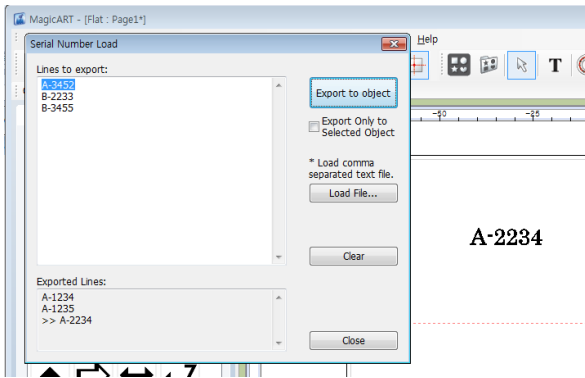 MagicART - [Flat : Page1*]
Serial Number Load
Help
Lines to export:
A-3452
B-2233
B-3455
Export to object
Export Only to
Selected Object
* Load comma
separated text file.
Load File...
Clear
Exported Lines:
A-1234
A-1235
>> A-2234
Close
T
-50
-25
A-2234